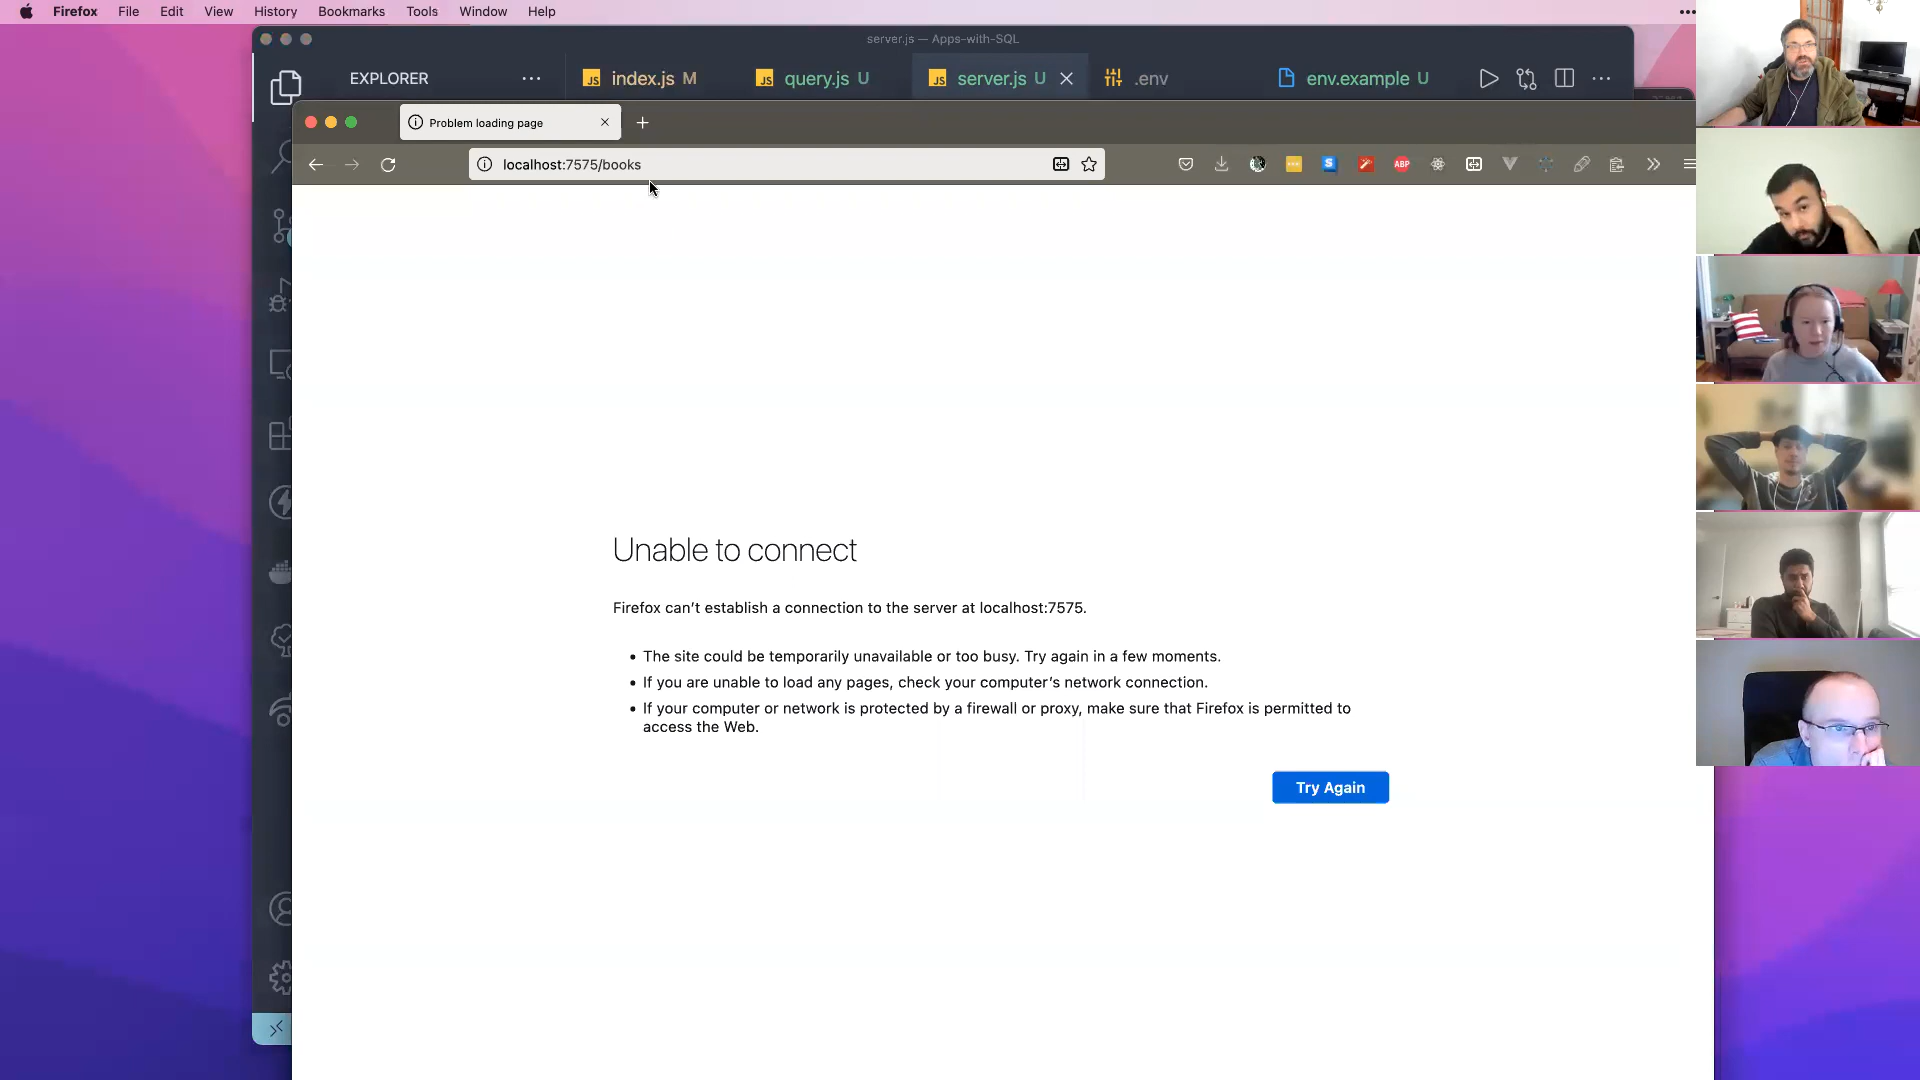 Firefox File Edit View History Bookmarks Tools Window Help
server.js — Apps-with-SQL
EXPLORER
JS index.js M
JS query.js U
JS server.js U
.env
env.example U
Problem loading page
localhost:7575/books
S
ABP
Unable to connect
Firefox can’t establish a connection to the server at localhost:7575.
• The site could be temporarily unavailable or too busy. Try again in a few moments.
• If you are unable to load any pages, check your computer’s network connection.
• If your computer or network is protected by a firewall or proxy, make sure that Firefox is permitted to
access the Web.
Try Again